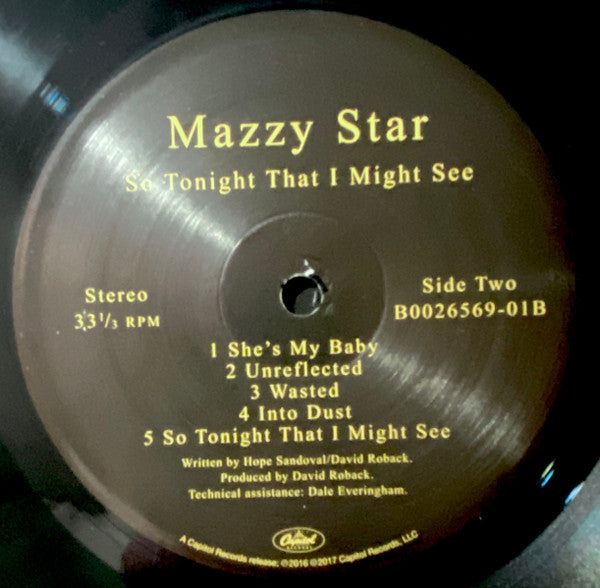 Mazzy Star
So Tonight That I Might See
Stereo
33 1/3 RPM
Side Two
B0026569-01B
1 She's My Baby
2 Unreflected
3 Wasted
4 Into Dust
5 So Tonight That I Might See
Written by Hope Sandoval/David Roback.
Produced by David Roback.
Technical assistance: Dale Everingham.
Capitol
RECORDS
A Capitol Records release; ©2016 ℗2017 Capitol Records, LLC